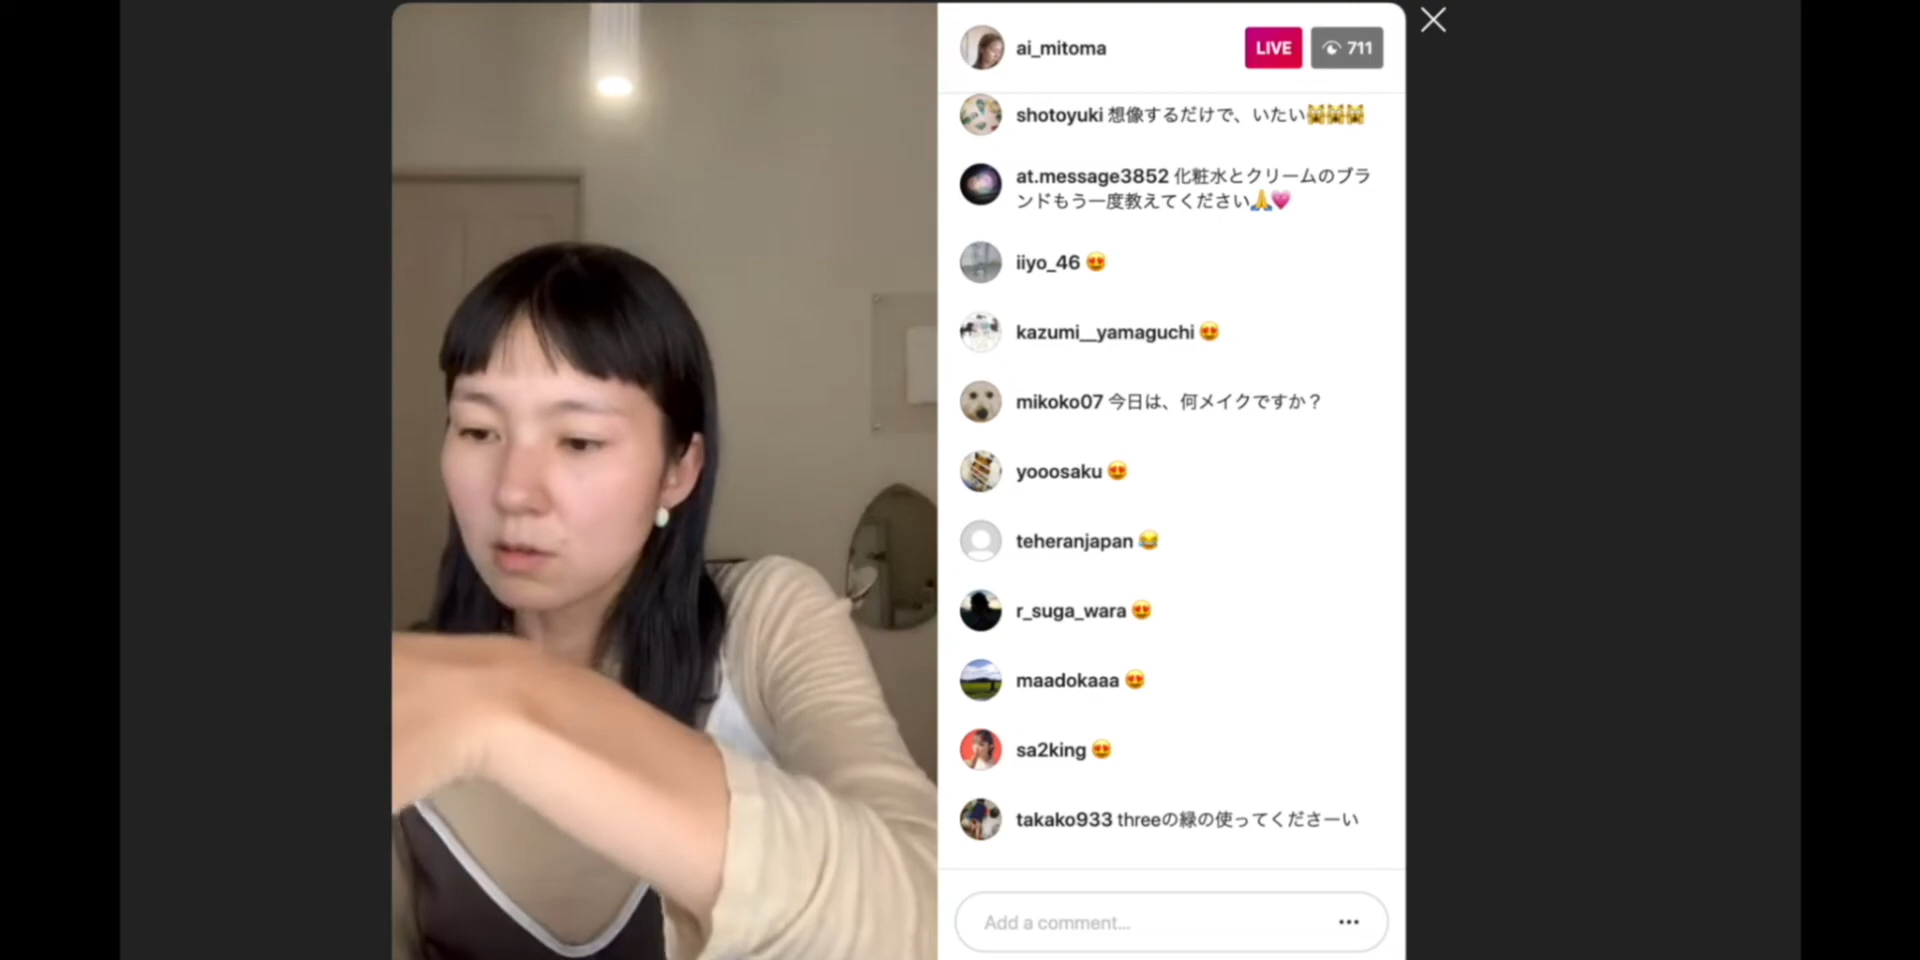 ai_mitoma
LIVE 711
shotoyuki 想像するだけで、いたい🙀🙀🙀
at.message3852 化粧水とクリームのブラ
ンドもう一度教えてください🙏💗
iiyo_46 😍
kazumi__yamaguchi 😍
mikoko07 今日は、何メイクですか？
yooosaku 😍
teheranjapan 😂
r_suga_wara 😍
maadokaaa 😍
sa2king 😍
takako933 threeの緑の使ってくださーい
Add a comment...